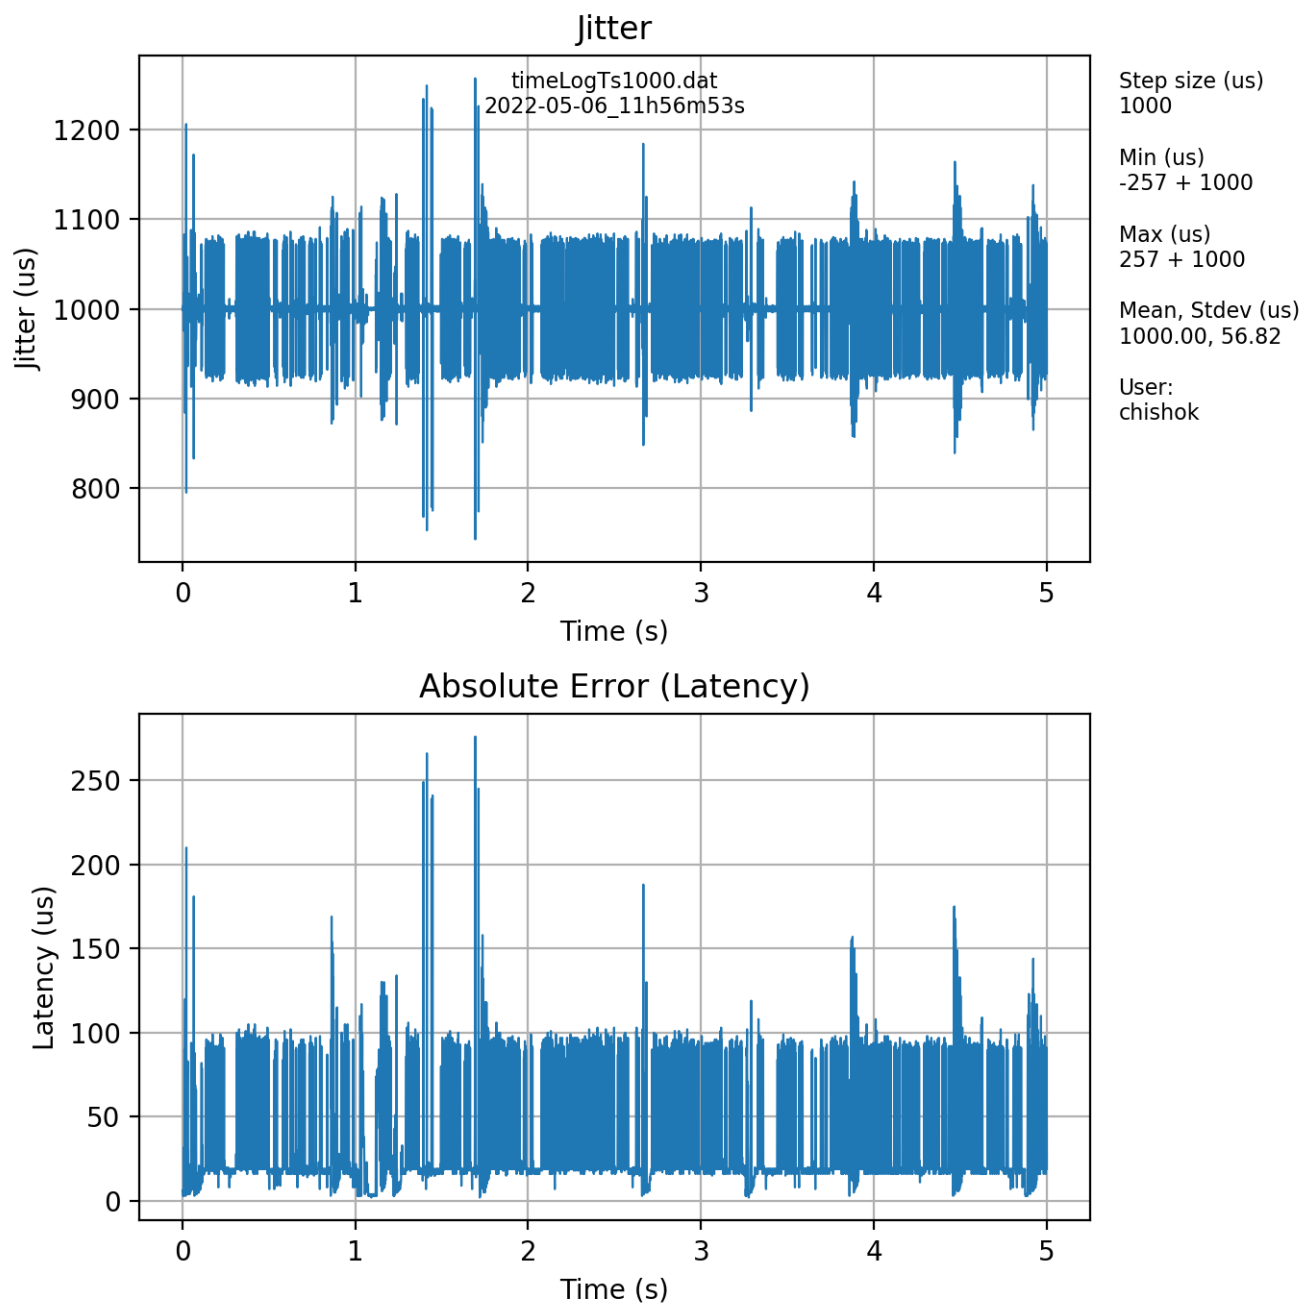 Jitter
timeLogTs1000.dat
2022-05-06_11h56m53s
Jitter (us)
1200
1100
1000
900
800
0 1 2 3 4 5
Time (s)
Step size (us)
1000
Min (us)
-257 + 1000
Max (us)
257 + 1000
Mean, Stdev (us)
1000.00, 56.82
User:
chishok
Absolute Error (Latency)
Latency (us)
250
200
150
100
50
0
0 1 2 3 4 5
Time (s)